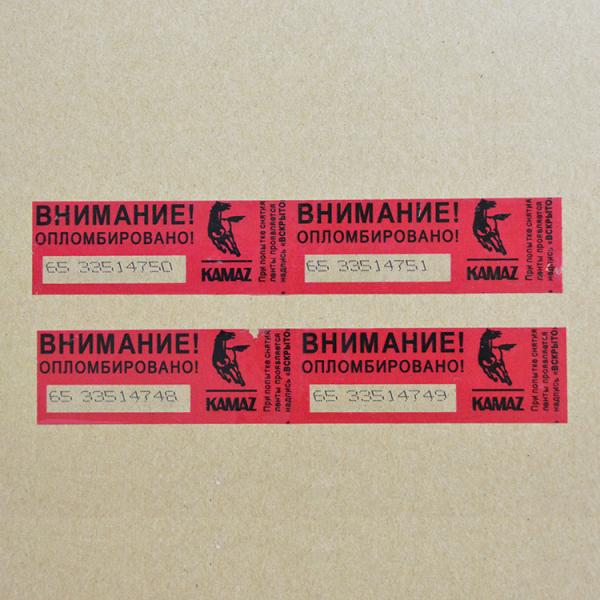 ВНИМАНИЕ!
ОПЛОМБИРОВАНО!
65 33514750
KAMAZ
При попытке снятия
ленты проявляется
надпись «ВСКРЫТО»
ВНИМАНИЕ!
ОПЛОМБИРОВАНО!
65 33514751
KAMAZ
При попытке снятия
ленты проявляется
надпись «ВСКРЫТО
ВНИМАНИЕ!
ОПЛОМБИРОВАНО!
65 33514748
KAMAZ
При попытке снятия
ленты проявляется
надпись «ВСКРЫТО»
ВНИМАНИЕ!
ОПЛОМБИРОВАНО!
65 33514749
KAMAZ
При попытке снятия
ленты проявляется
надпись «ВСКРЫТО